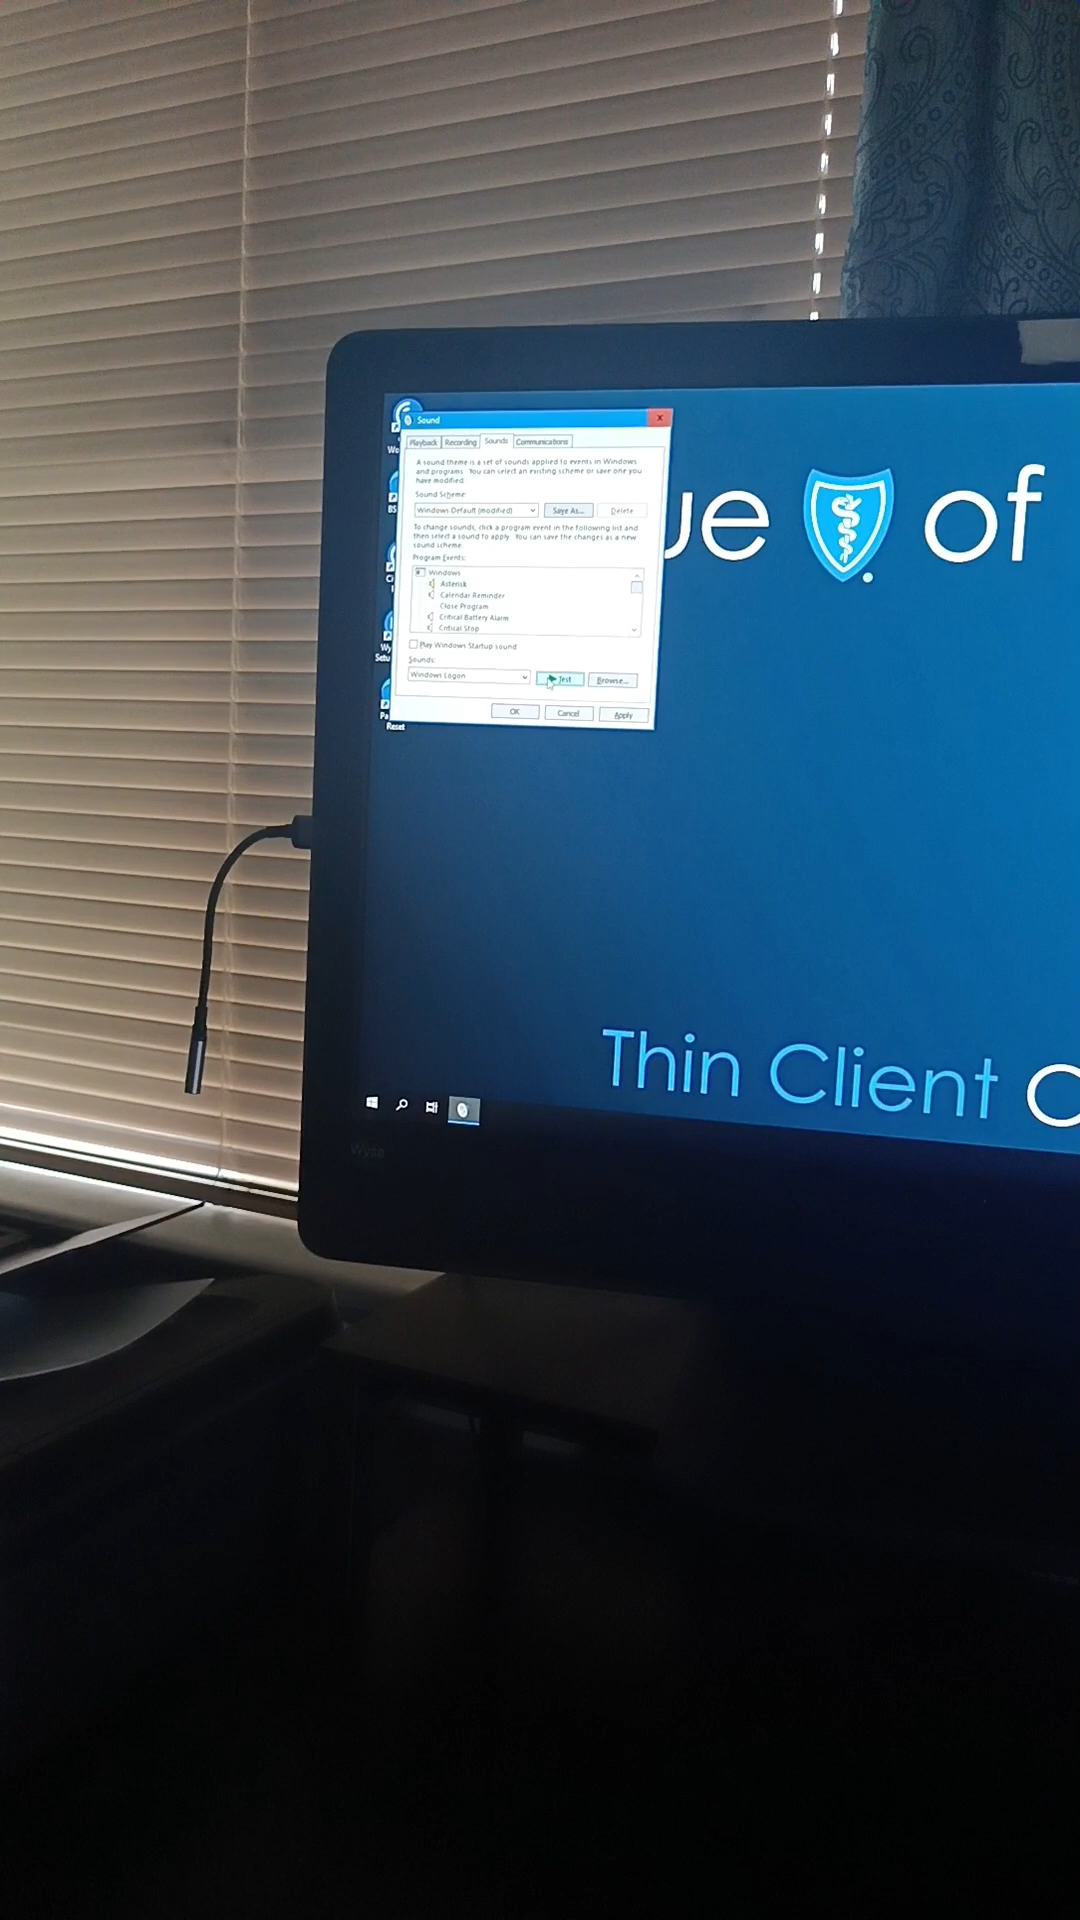 Sound
Playback Recording Sounds Communications
A sound theme is a set of sounds applied to events in Windows
and programs. You can select an existing scheme or save one you
have modified.
Sound Scheme:
Windows Default (modified) Save As... Delete
To change sounds, click a program event in the following list and
then select a sound to apply. You can save the changes as a new
sound scheme.
Program Events:
Windows
Asterisk
Calendar Reminder
Close Program
Critical Battery Alarm
Critical Stop
Play Windows Startup sound
Sounds:
Windows Logon Test Browse...
OK Cancel Apply
Reset
ue of
Thin Client
Wyse